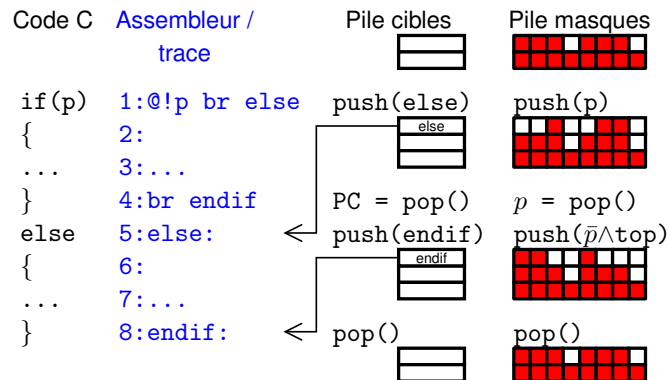 Code C Assembleur / Pile cibles Pile masques
trace
if(p) 1:@!p br else push(else) push(p)
{ 2: else
... 3:...
} 4:br endif PC = pop() p = pop()
else 5:else: push(endif) push(p̄∧top)
{ 6: endif
... 7:...
} 8:endif: pop() pop()